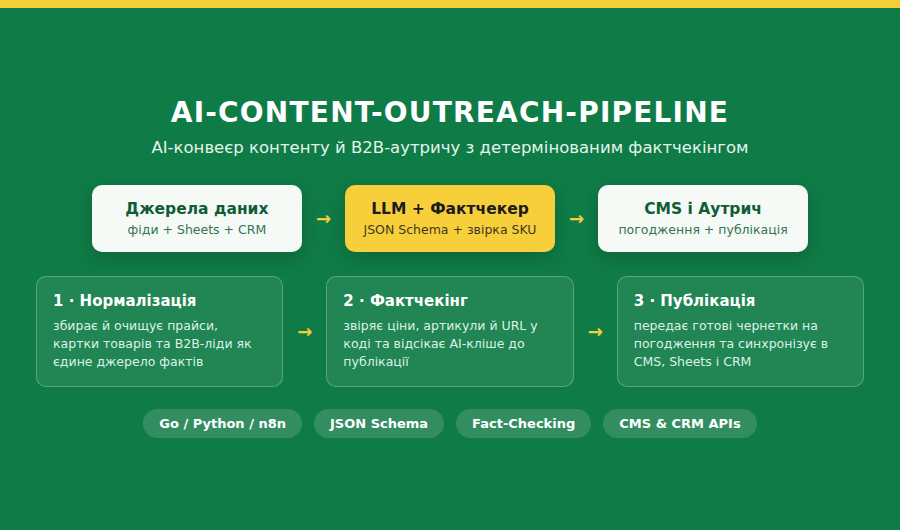 AI-CONTENT-OUTREACH-PIPELINE
AI-конвеєр контенту й B2B-аутричу з детермінованим фактчекінгом
Джерела даних
фіди + Sheets + CRM
→
LLM + Фактчекер
JSON Schema + звірка SKU
→
CMS і Аутрич
погодження + публікація
1 · Нормалізація
збирає й очищує прайси,
картки товарів та B2B-ліди як
єдине джерело фактів
→
2 · Фактчекінг
звіряє ціни, артикули й URL у
коді та відсікає AI-кліше до
публікації
→
3 · Публікація
передає готові чернетки на
погодження та синхронізує в
CMS, Sheets і CRM
Go / Python / n8n
JSON Schema
Fact-Checking
CMS & CRM APIs